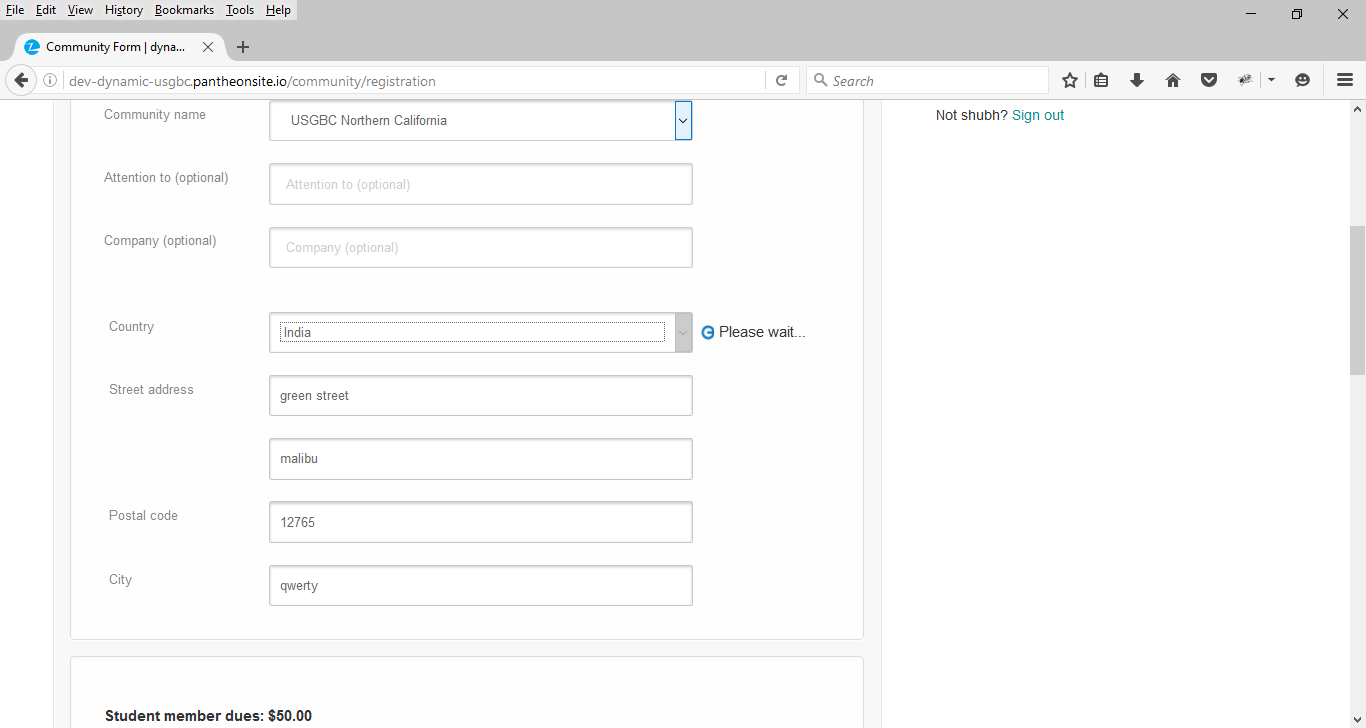 File Edit View History Bookmarks Tools Help
Community Form | dyna...
dev-dynamic-usgbc.pantheonsite.io/community/registration
Search
Community name
USGBC Northern California
Not shubh? Sign out
Attention to (optional)
Attention to (optional)
Company (optional)
Company (optional)
Country
India
Please wait...
Street address
green street
malibu
Postal code
12765
City
qwerty
Student member dues: $50.00